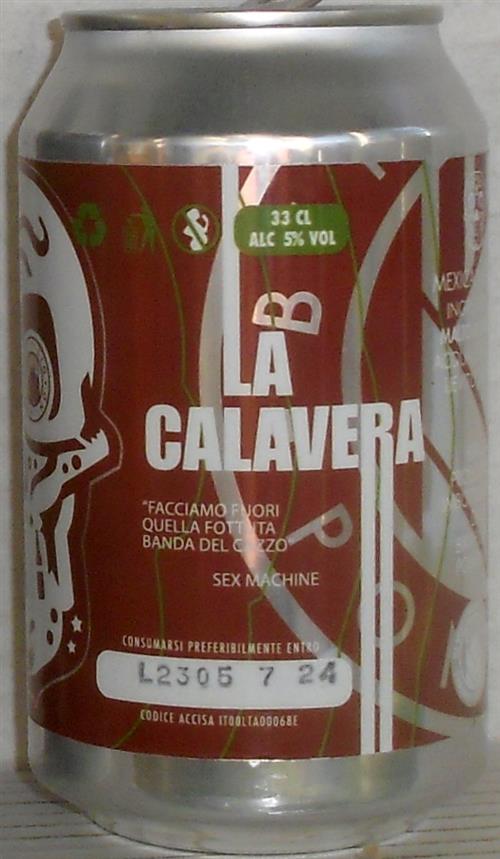 33 CL
ALC 5% VOL
B
LA
CALAVERA
"FACCIAMO FUORI
QUELLA FOTTUTA
BANDA DEL CAZZO"
SEX MACHINE
P
O
CONSUMARSI PREFERIBILMENTE ENTRO
L2305 7 24
CODICE ACCISA IT00LTA00068E